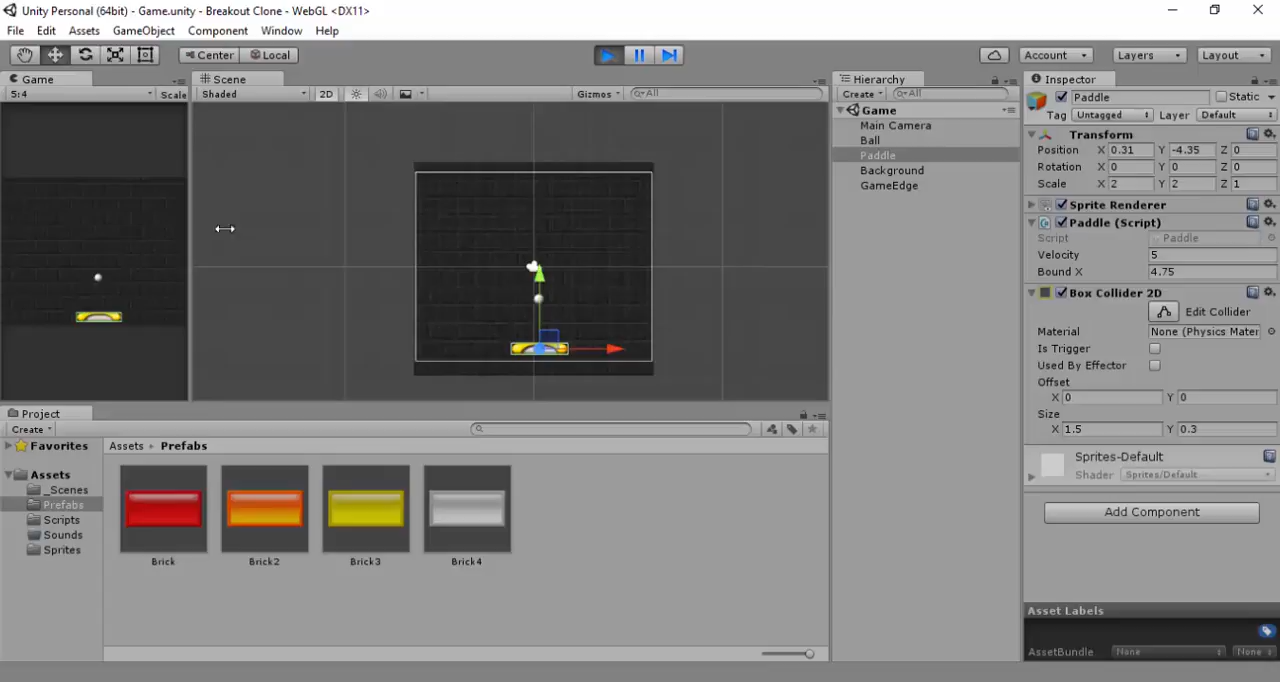 Unity Personal (64bit) - Game.unity - Breakout Clone - WebGL <DX11>
File Edit Assets GameObject Component Window Help
Center Local Account Layers Layout
Game
5:4 Scale
Scene
Shaded 2D Gizmos All
Hierarchy
Create All
Game
Main Camera
Ball
Paddle
Background
GameEdge
Inspector
Paddle Static
Tag Untagged Layer Default
Transform
Position X 0.31 Y -4.35 Z 0
Rotation X 0 Y 0 Z 0
Scale X 2 Y 2 Z 1
Sprite Renderer
Paddle (Script)
Script Paddle
Velocity 5
Bound X 4.75
Box Collider 2D
Edit Collider
Material None (Physics Mater
Is Trigger
Used By Effector
Offset
X 0 Y 0
Size
X 1.5 Y 0.3
Sprites-Default
Shader Sprites/Default
Add Component
Asset Labels
AssetBundle None None
Project
Create
Favorites
Assets
_Scenes
Prefabs
Scripts
Sounds
Sprites
Assets Prefabs
Brick Brick2 Brick3 Brick4